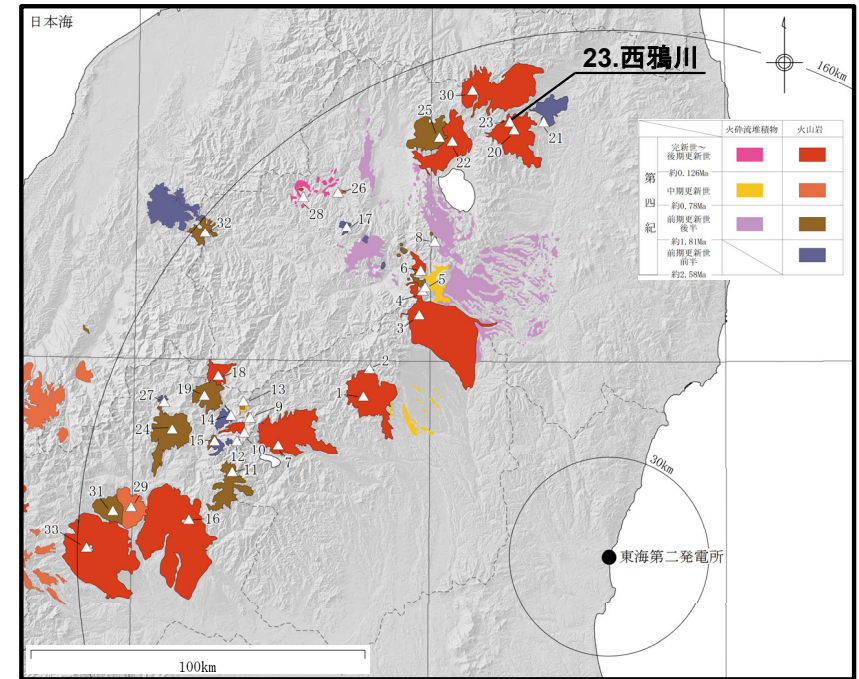 日本海
23.西鴉川
160km
30
25
23
20
21
22
26
28
17
32
8
6
5
4
3
2
18
1
19
27
13
14
9
24
15
10
12
7
11
31
29
16
33
火砕流堆積物
火山岩
第四紀
完新世～
後期更新世
約0.126Ma
中期更新世
約0.78Ma
前期更新世
後半
約1.81Ma
前期更新世
前半
約2.58Ma
30km
東海第二発電所
100km